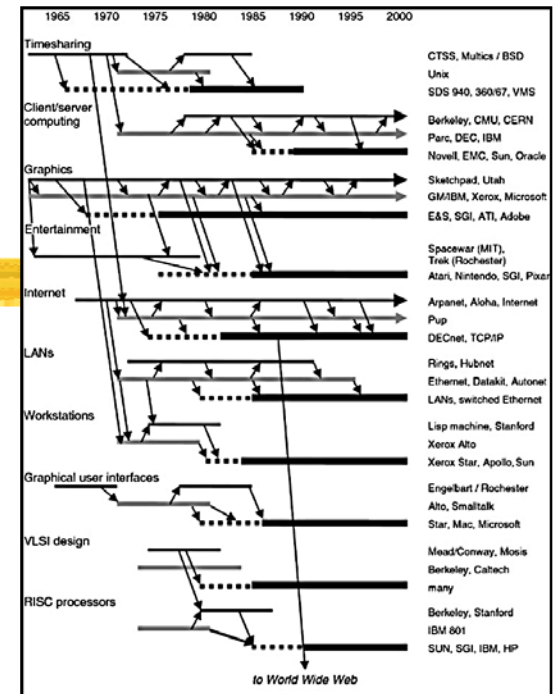 1965 1970 1975 1980 1985 1990 1995 2000
Timesharing
CTSS, Multics / BSD
Unix
SDS 940, 360/67, VMS
Client/server
computing
Berkeley, CMU, CERN
Parc, DEC, IBM
Novell, EMC, Sun, Oracle
Graphics
Sketchpad, Utah
GM/IBM, Xerox, Microsoft
E&S, SGI, ATI, Adobe
Entertainment
Spacewar (MIT),
Trek (Rochester)
Atari, Nintendo, SGI, Pixar
Internet
Arpanet, Aloha, Internet
Pup
DECnet, TCP/IP
LANs
Rings, Hubnet
Ethernet, Datakit, Autonet
LANs, switched Ethernet
Workstations
Lisp machine, Stanford
Xerox Alto
Xerox Star, Apollo, Sun
Graphical user interfaces
Engelbart / Rochester
Alto, Smalltalk
Star, Mac, Microsoft
VLSI design
Mead/Conway, Mosis
Berkeley, Caltech
many
RISC processors
Berkeley, Stanford
IBM 801
SUN, SGI, IBM, HP
to World Wide Web